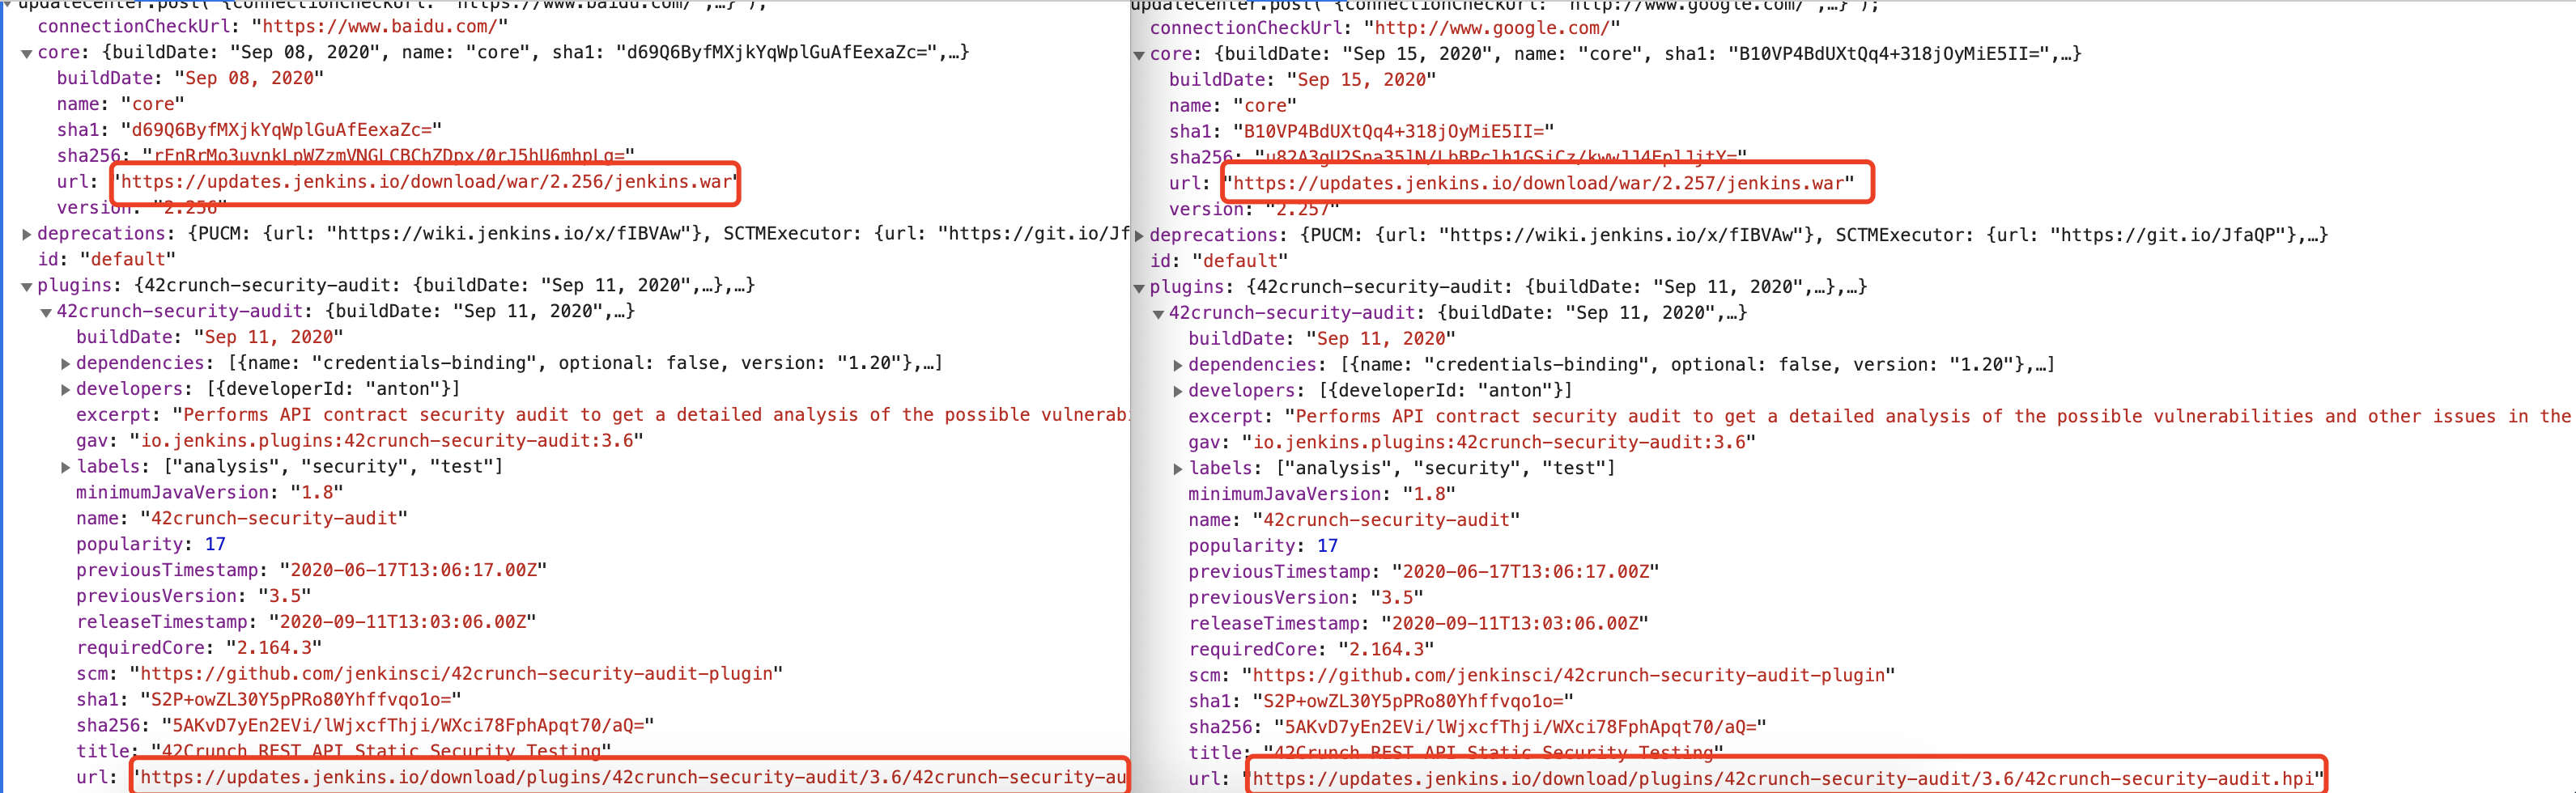 updateCenter.post( {connectionCheckUrl: "https://www.baidu.com/",…} );
connectionCheckUrl: "https://www.baidu.com/"
core: {buildDate: "Sep 08, 2020", name: "core", sha1: "d69Q6ByfMXjkYqWplGuAfEexaZc=",…}
buildDate: "Sep 08, 2020"
name: "core"
sha1: "d69Q6ByfMXjkYqWplGuAfEexaZc="
sha256: "rEnRrMo3uvnkLpWZzmVNGLCBChZDpx/0rJ5hU6mhpLg="
url: "https://updates.jenkins.io/download/war/2.256/jenkins.war"
version: "2.256"
deprecations: {PUCM: {url: "https://wiki.jenkins.io/x/fIBVAw"}, SCTMExecutor: {url: "https://git.io/Jf
id: "default"
plugins: {42crunch-security-audit: {buildDate: "Sep 11, 2020",…},…}
42crunch-security-audit: {buildDate: "Sep 11, 2020",…}
buildDate: "Sep 11, 2020"
dependencies: [{name: "credentials-binding", optional: false, version: "1.20"},…]
developers: [{developerId: "anton"}]
excerpt: "Performs API contract security audit to get a detailed analysis of the possible vulnerab
gav: "io.jenkins.plugins:42crunch-security-audit:3.6"
labels: ["analysis", "security", "test"]
minimumJavaVersion: "1.8"
name: "42crunch-security-audit"
popularity: 17
previousTimestamp: "2020-06-17T13:06:17.00Z"
previousVersion: "3.5"
releaseTimestamp: "2020-09-11T13:03:06.00Z"
requiredCore: "2.164.3"
scm: "https://github.com/jenkinsci/42crunch-security-audit-plugin"
sha1: "S2P+owZL30Y5pPRo80Yhffvqo1o="
sha256: "5AKvD7yEn2EVi/lWjxcfThji/WXci78FphApqt70/aQ="
title: "42Crunch REST API Static Security Testing"
url: "https://updates.jenkins.io/download/plugins/42crunch-security-audit/3.6/42crunch-security-au
updateCenter.post( {connectionCheckUrl: "http://www.google.com/",…} );
connectionCheckUrl: "http://www.google.com/"
core: {buildDate: "Sep 15, 2020", name: "core", sha1: "B10VP4BdUXtQq4+318jOyMiE5II=",…}
buildDate: "Sep 15, 2020"
name: "core"
sha1: "B10VP4BdUXtQq4+318jOyMiE5II="
sha256:
url: "https://updates.jenkins.io/download/war/2.257/jenkins.war"
version: "2.257"
deprecations: {PUCM: {url: "https://wiki.jenkins.io/x/fIBVAw"}, SCTMExecutor: {url: "https://git.io/JfaQP"},…}
id: "default"
plugins: {42crunch-security-audit: {buildDate: "Sep 11, 2020",…},…}
42crunch-security-audit: {buildDate: "Sep 11, 2020",…}
buildDate: "Sep 11, 2020"
dependencies: [{name: "credentials-binding", optional: false, version: "1.20"},…]
developers: [{developerId: "anton"}]
excerpt: "Performs API contract security audit to get a detailed analysis of the possible vulnerabilities and other issues in the
gav: "io.jenkins.plugins:42crunch-security-audit:3.6"
labels: ["analysis", "security", "test"]
minimumJavaVersion: "1.8"
name: "42crunch-security-audit"
popularity: 17
previousTimestamp: "2020-06-17T13:06:17.00Z"
previousVersion: "3.5"
releaseTimestamp: "2020-09-11T13:03:06.00Z"
requiredCore: "2.164.3"
scm: "https://github.com/jenkinsci/42crunch-security-audit-plugin"
sha1: "S2P+owZL30Y5pPRo80Yhffvqo1o="
sha256: "5AKvD7yEn2EVi/lWjxcfThji/WXci78FphApqt70/aQ="
title: "42Crunch REST API Static Security Testing"
url: "https://updates.jenkins.io/download/plugins/42crunch-security-audit/3.6/42crunch-security-audit.hpi"